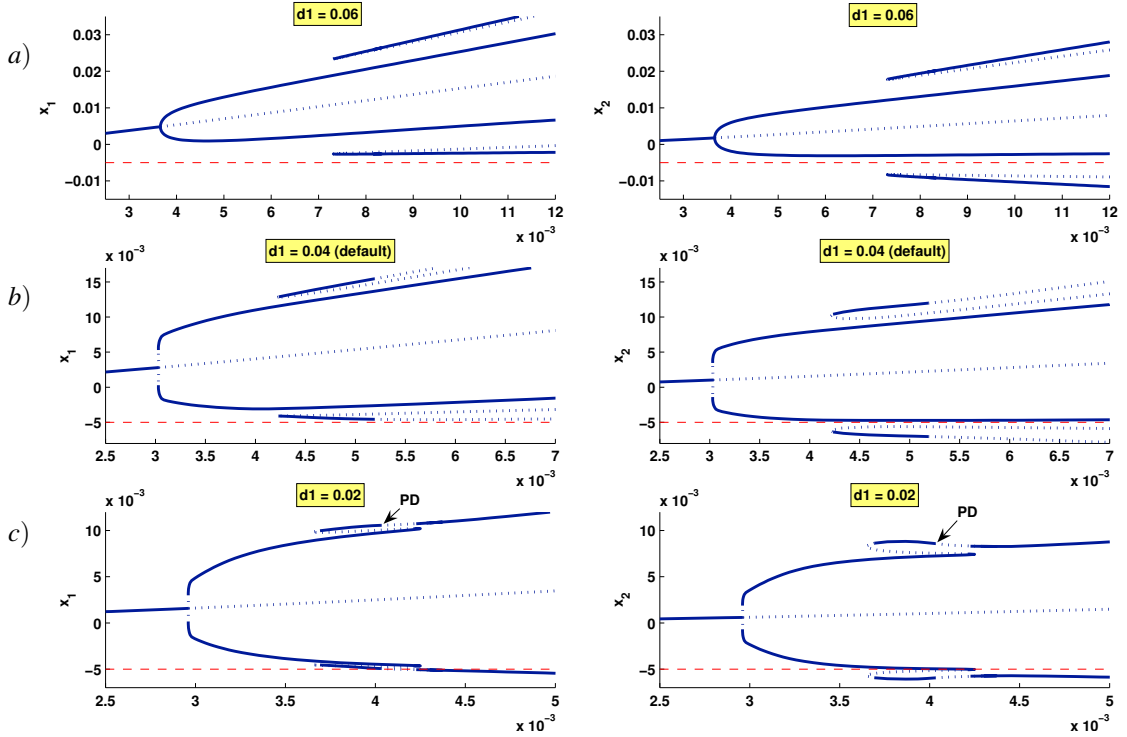 a)
d1 = 0.06
x_1
0.03
0.02
0.01
0
−0.01
3 4 5 6 7 8 9 10 11 12
x 10^-3
d1 = 0.06
x_2
0.03
0.02
0.01
0
−0.01
3 4 5 6 7 8 9 10 11 12
x 10^-3
b)
d1 = 0.04 (default)
x 10^-3
x_1
15
10
5
0
−5
2.5 3 3.5 4 4.5 5 5.5 6 6.5 7
x 10^-3
d1 = 0.04 (default)
x 10^-3
x_2
15
10
5
0
−5
2.5 3 3.5 4 4.5 5 5.5 6 6.5 7
x 10^-3
c)
d1 = 0.02
x 10^-3
PD
x_1
10
5
0
−5
2.5 3 3.5 4 4.5 5
x 10^-3
d1 = 0.02
x 10^-3
PD
x_2
10
5
0
−5
2.5 3 3.5 4 4.5 5
x 10^-3